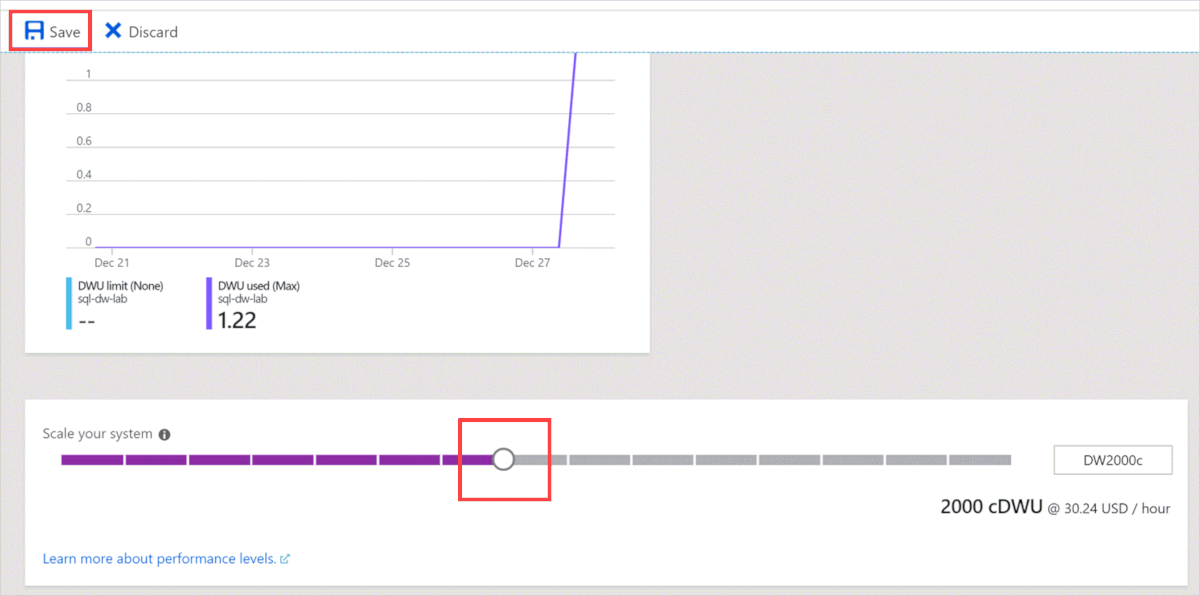 Save Discard
1
0.8
0.6
0.4
0.2
0
Dec 21 Dec 23 Dec 25 Dec 27
DWU limit (None)
sql-dw-lab
--
DWU used (Max)
sql-dw-lab
1.22
Scale your system
DW2000c
2000 cDWU @ 30.24 USD / hour
Learn more about performance levels.